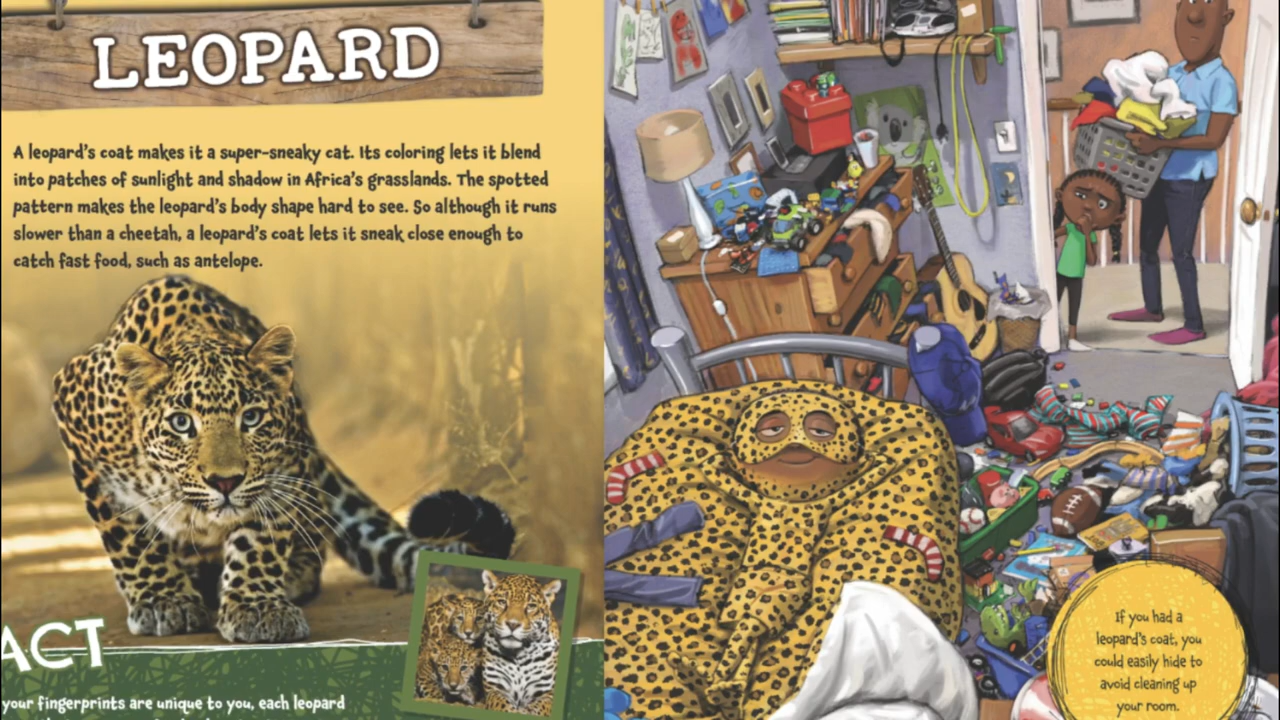 LEOPARD
A leopard's coat makes it a super-sneaky cat. Its coloring lets it blend
into patches of sunlight and shadow in Africa's grasslands. The spotted
pattern makes the leopard's body shape hard to see. So although it runs
slower than a cheetah, a leopard's coat lets it sneak close enough to
catch fast food, such as antelope.
ACT
your fingerprints are unique to you, each leopard
If you had a
leopard's coat, you
could easily hide to
avoid cleaning up
your room.